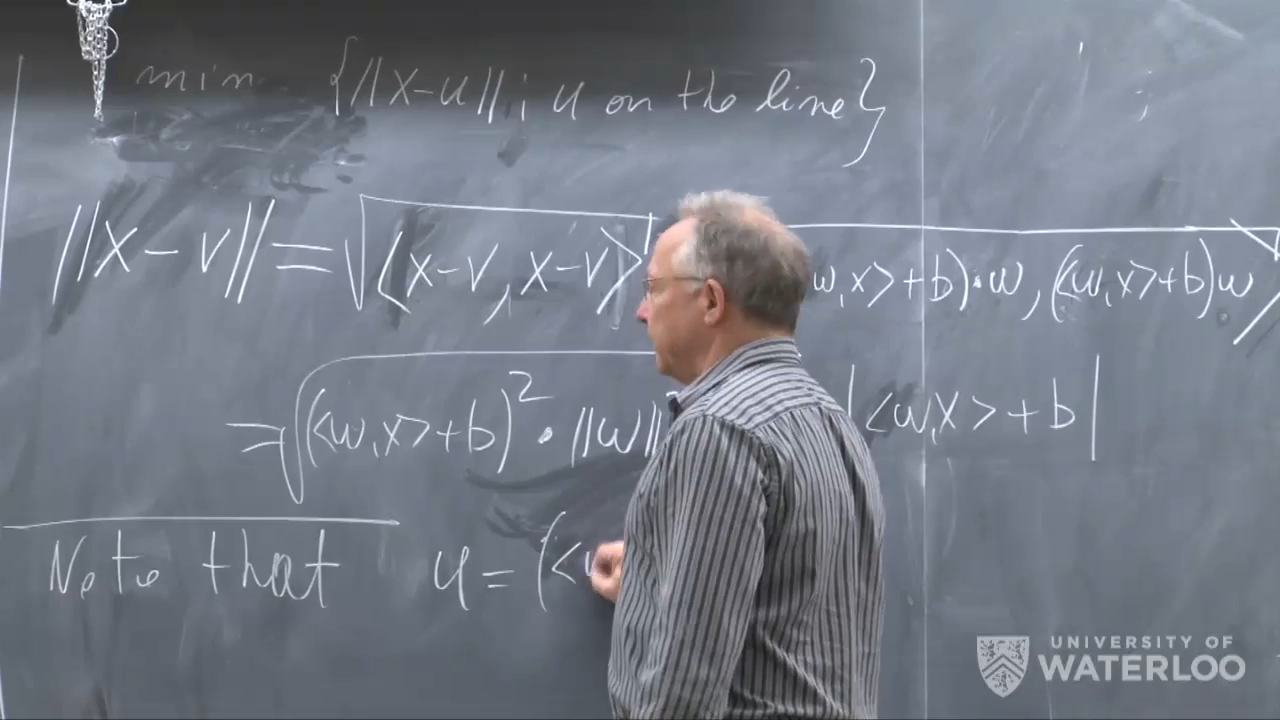 min {||x-u|| ; u on the line}
||x-v|| = √(<x-v, x-v>) w,x>+b)·w, (<w,x>+b)w>
= √((<w,x>+b)² · ||w|| |<w,x>+b|
Note that u = (<
UNIVERSITY OF
WATERLOO